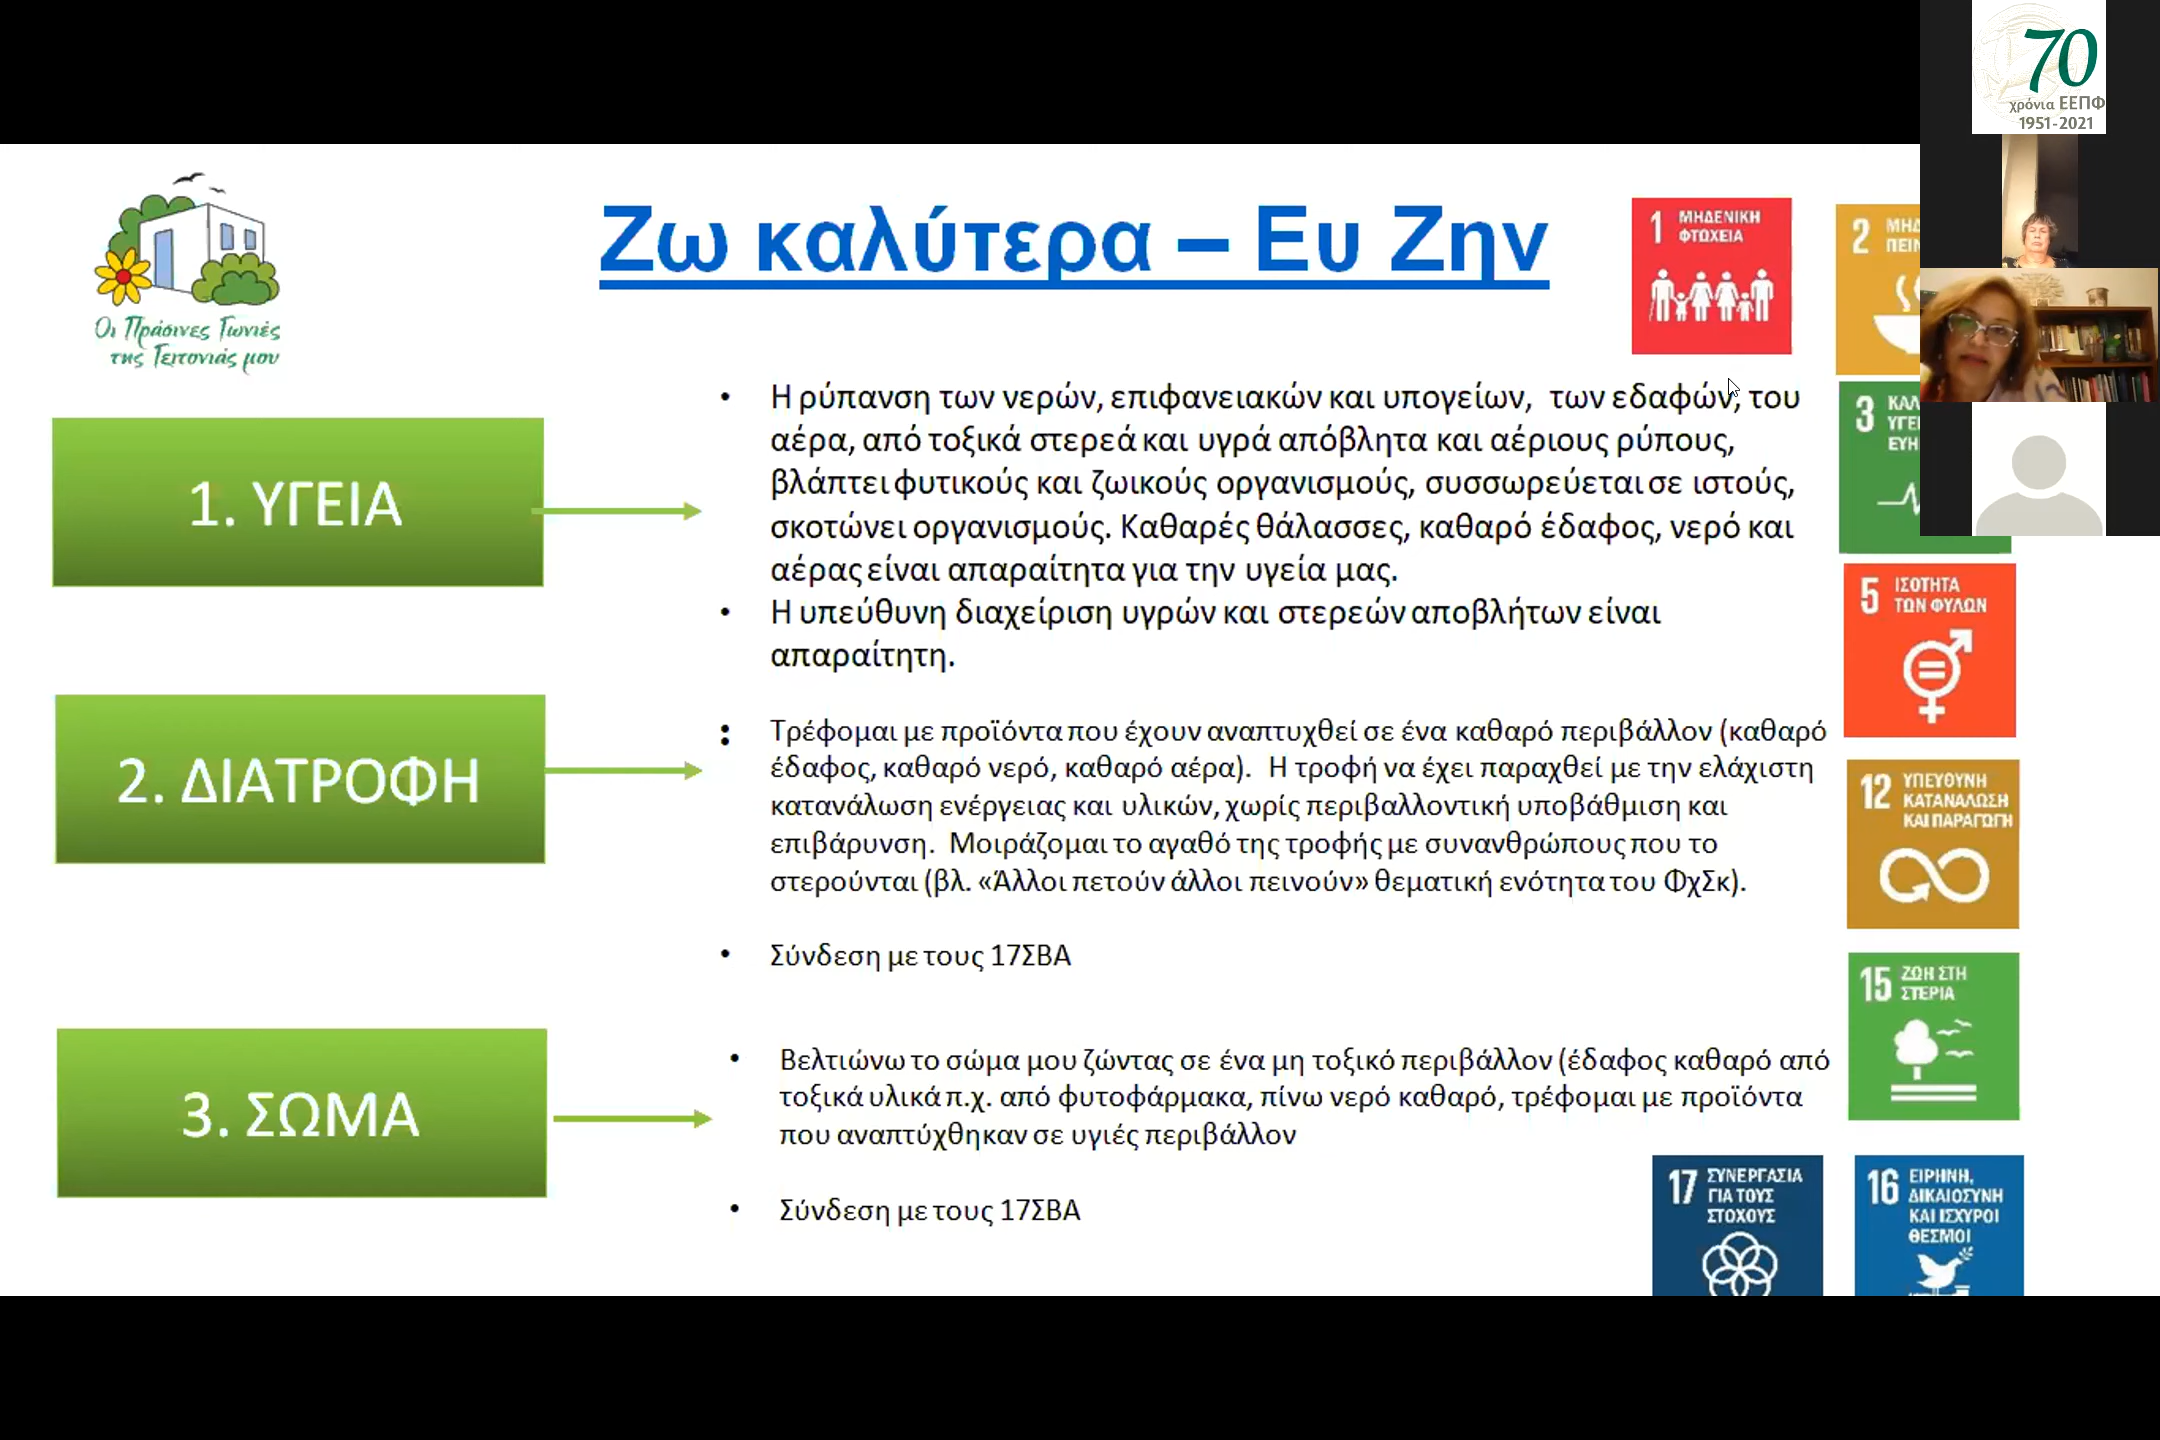 70
χρόνια ΕΕΠΦ
1951-2021
Οι Πράσινες Γωνιές
της Γειτονιάς μου
Ζω καλύτερα – Ευ Ζην
1 ΜΗΔΕΝΙΚΗ
ΦΤΩΧΕΙΑ
2
3
1. ΥΓΕΙΑ
• Η ρύπανση των νερών, επιφανειακών και υπογείων, των εδαφών, του
αέρα, από τοξικά στερεά και υγρά απόβλητα και αέριους ρύπους,
βλάπτει φυτικούς και ζωικούς οργανισμούς, συσσωρεύεται σε ιστούς,
σκοτώνει οργανισμούς. Καθαρές θάλασσες, καθαρό έδαφος, νερό και
αέρας είναι απαραίτητα για την υγεία μας.
• Η υπεύθυνη διαχείριση υγρών και στερεών αποβλήτων είναι
απαραίτητη.
5 ΙΣΟΤΗΤΑ
ΤΩΝ ΦΥΛΩΝ
2. ΔΙΑΤΡΟΦΗ
• Τρέφομαι με προϊόντα που έχουν αναπτυχθεί σε ένα καθαρό περιβάλλον (καθαρό
έδαφος, καθαρό νερό, καθαρό αέρα). Η τροφή να έχει παραχθεί με την ελάχιστη
κατανάλωση ενέργειας και υλικών, χωρίς περιβαλλοντική υποβάθμιση και
επιβάρυνση. Μοιράζομαι το αγαθό της τροφής με συνανθρώπους που το
στερούνται (βλ. «Άλλοι πετούν άλλοι πεινούν» θεματική ενότητα του ΦχΣκ).
• Σύνδεση με τους 17ΣΒΑ
12 ΥΠΕΥΘΥΝΗ
ΚΑΤΑΝΑΛΩΣΗ
ΚΑΙ ΠΑΡΑΓΩΓΗ
15 ΖΩΗ ΣΤΗ
ΣΤΕΡΙΑ
3. ΣΩΜΑ
• Βελτιώνω το σώμα μου ζώντας σε ένα μη τοξικό περιβάλλον (έδαφος καθαρό από
τοξικά υλικά π.χ. από φυτοφάρμακα, πίνω νερό καθαρό, τρέφομαι με προϊόντα
που αναπτύχθηκαν σε υγιές περιβάλλον
• Σύνδεση με τους 17ΣΒΑ
17 ΣΥΝΕΡΓΑΣΙΑ
ΓΙΑ ΤΟΥΣ
ΣΤΟΧΟΥΣ
16 ΕΙΡΗΝΗ,
ΔΙΚΑΙΟΣΥΝΗ
ΚΑΙ ΙΣΧΥΡΟΙ
ΘΕΣΜΟΙ